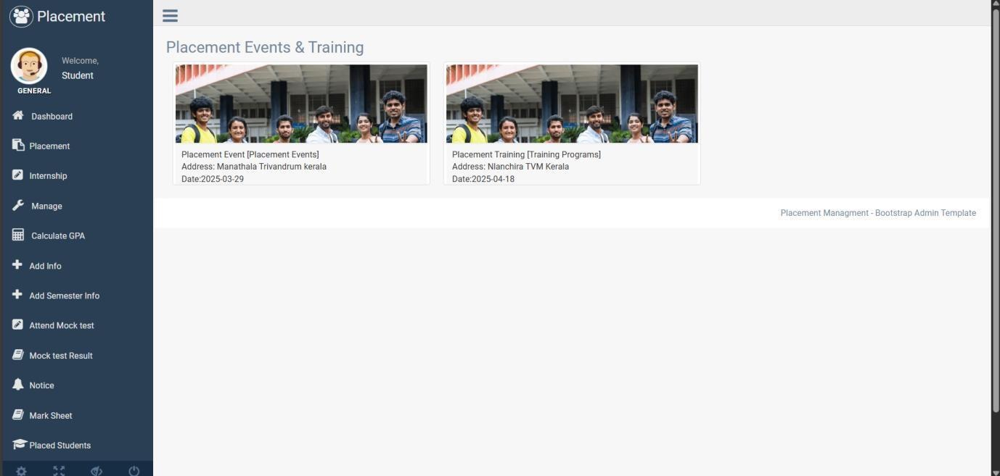 Placement
Welcome,
Student
GENERAL
Dashboard
Placement
Internship
Manage
Calculate GPA
Add Info
Add Semester Info
Attend Mock test
Mock test Result
Notice
Mark Sheet
Placed Students
Placement Events & Training
Placement Event [Placement Events]
Address: Manathala Trivandrum kerala
Date:2025-03-29
Placement Training [Training Programs]
Address: Nlanchira TVM Kerala
Date:2025-04-18
Placement Managment - Bootstrap Admin Template